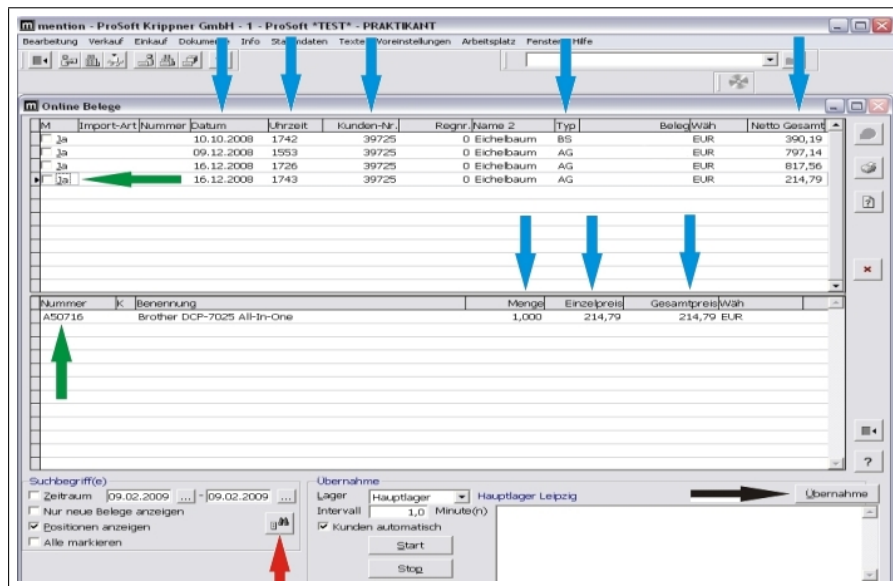 mention - ProSoft Krippner GmbH - 1 - ProSoft *TEST* - PRAKTIKANT
Bearbeitung Verkauf Einkauf Dokumente Info Stammdaten Texte Voreinstellungen Arbeitsplatz Fenster Hilfe
Online Belege
M Import-Art Nummer Datum Uhrzeit Kunden-Nr. Regnr. Name 2 Typ Beleg Wäh Netto Gesamt
Ja 10.10.2008 1742 39725 0 Eichelbaum BS EUR 390,19
Ja 09.12.2008 1553 39725 0 Eichelbaum AG EUR 797,14
Ja 16.12.2008 1726 39725 0 Eichelbaum AG EUR 817,56
Ja 16.12.2008 1743 39725 0 Eichelbaum AG EUR 214,79
Nummer K Benennung Menge Einzelpreis Gesamtpreis Wäh
A50716 Brother DCP-7025 All-In-One 1,000 214,79 214,79 EUR
Suchbegriff(e)
Zeitraum 09.02.2009 ... - 09.02.2009 ...
Nur neue Belege anzeigen
Positionen anzeigen
Alle markieren
Übernahme
Lager Hauptlager Hauptlager Leipzig
Intervall 1,0 Minute(n)
Kunden automatisch
Start
Stop
Übernahme
?